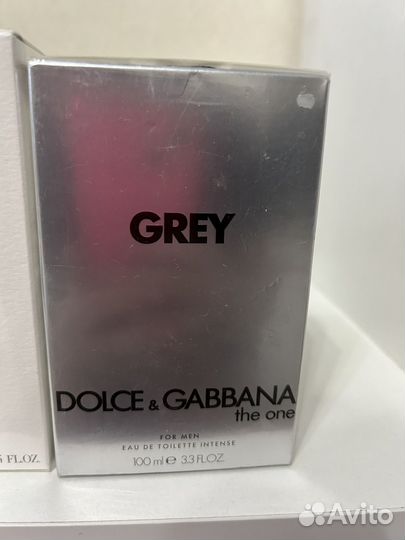 GREY
DOLCE & GABBANA
the one
FOR MEN
EAU DE TOILETTE INTENSE
100 ml e 3.3 FL.OZ.
FL.OZ.
Avito